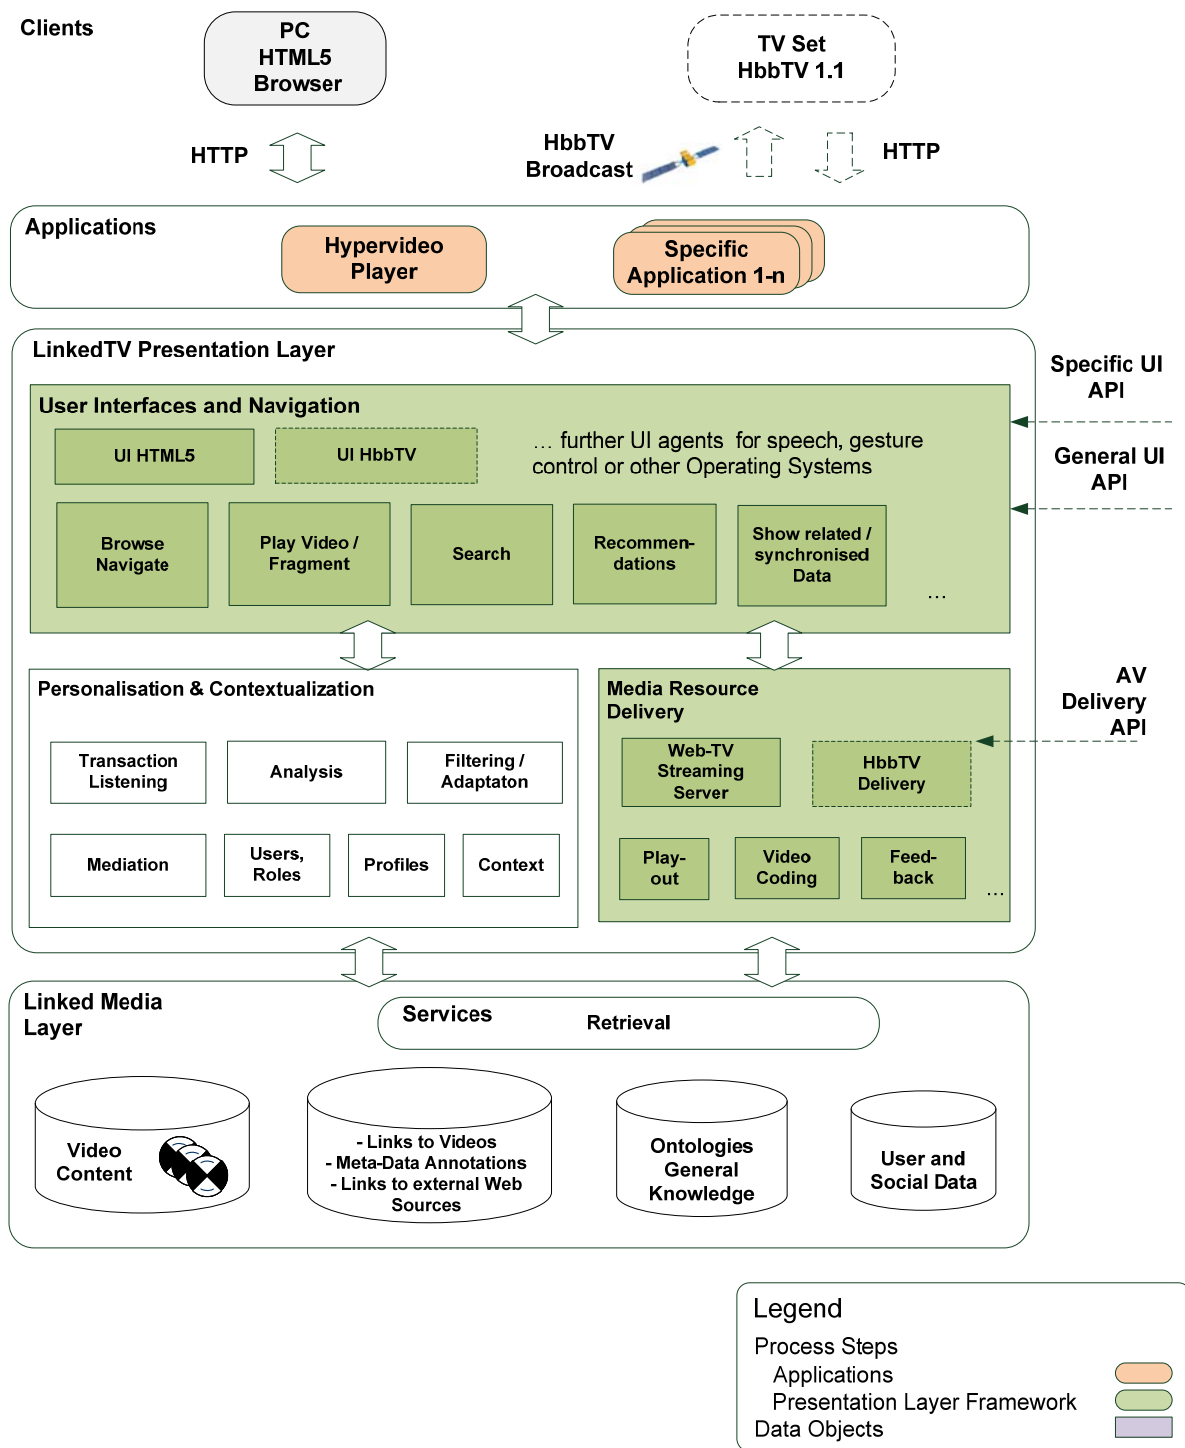 Clients
PC
HTML5
Browser
TV Set
HbbTV 1.1
HTTP
HbbTV
Broadcast
HTTP
Applications
Hypervideo
Player
Specific
Application 1-n
LinkedTV Presentation Layer
Specific UI
API
User Interfaces and Navigation
UI HTML5
UI HbbTV
... further UI agents for speech, gesture
control or other Operating Systems
General UI
API
Browse
Navigate
Play Video /
Fragment
Search
Recommen-
dations
Show related /
synchronised
Data
...
Personalisation & Contextualization
Transaction
Listening
Analysis
Filtering /
Adaptaton
Mediation
Users,
Roles
Profiles
Context
Media Resource
Delivery
AV
Delivery
API
Web-TV
Streaming
Server
HbbTV
Delivery
Play-
out
Video
Coding
Feed-
back
...
Linked Media
Layer
Services
Retrieval
Video
Content
- Links to Videos
- Meta-Data Annotations
- Links to external Web
Sources
Ontologies
General
Knowledge
User and
Social Data
Legend
Process Steps
Applications
Presentation Layer Framework
Data Objects